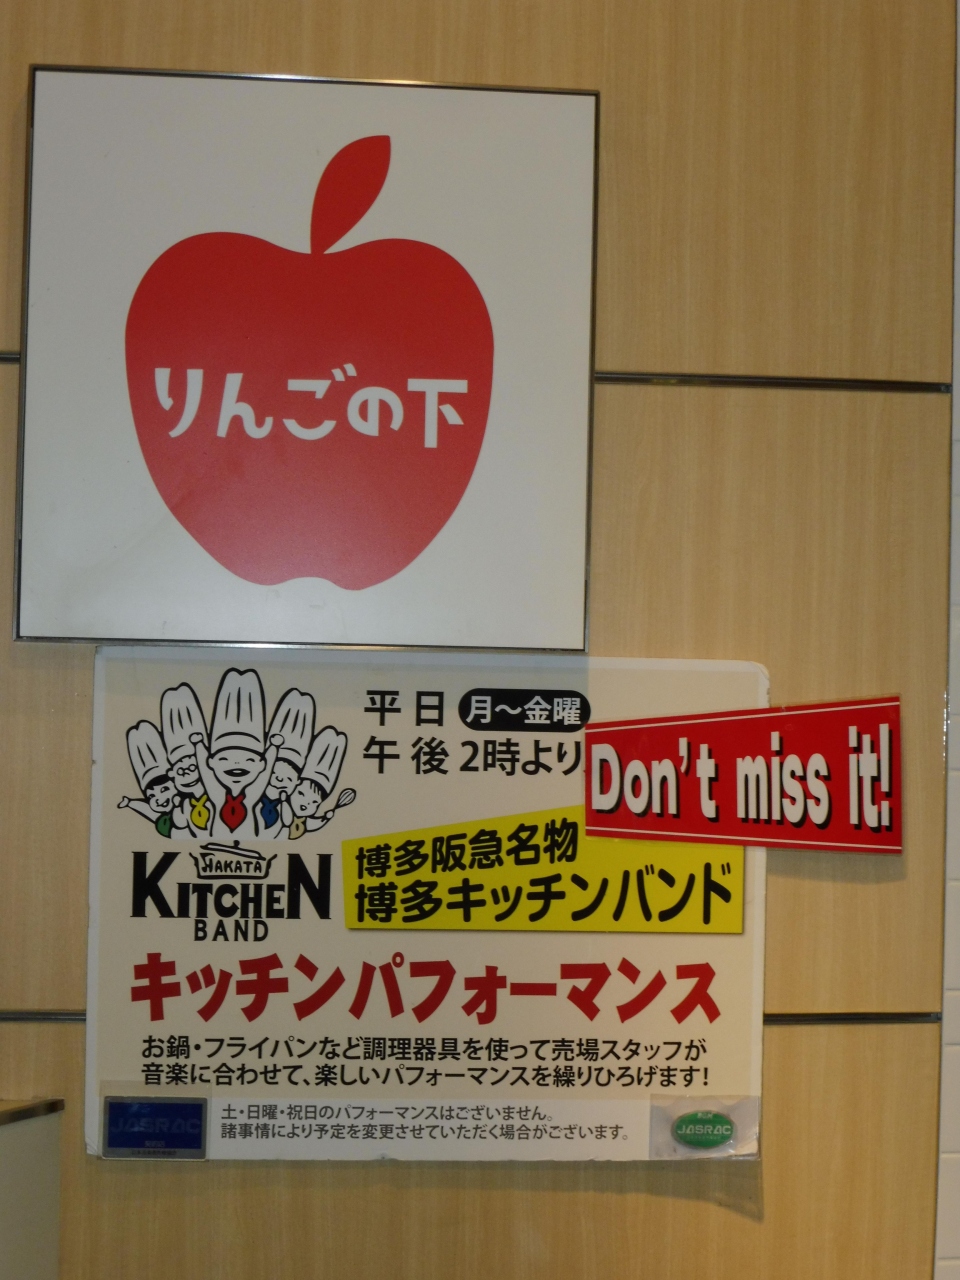 りんごの下
平日 月～金曜
午後2時より
Don't miss it!
HAKATA
KITCHEN
BAND
博多阪急名物
博多キッチンバンド
キッチンパフォーマンス
お鍋・フライパンなど調理器具を使って売場スタッフが
音楽に合わせて、楽しいパフォーマンスを繰りひろげます!
土・日曜・祝日のパフォーマンスはございません。
諸事情により予定を変更させていただく場合がございます。
JASRAC
JASRAC